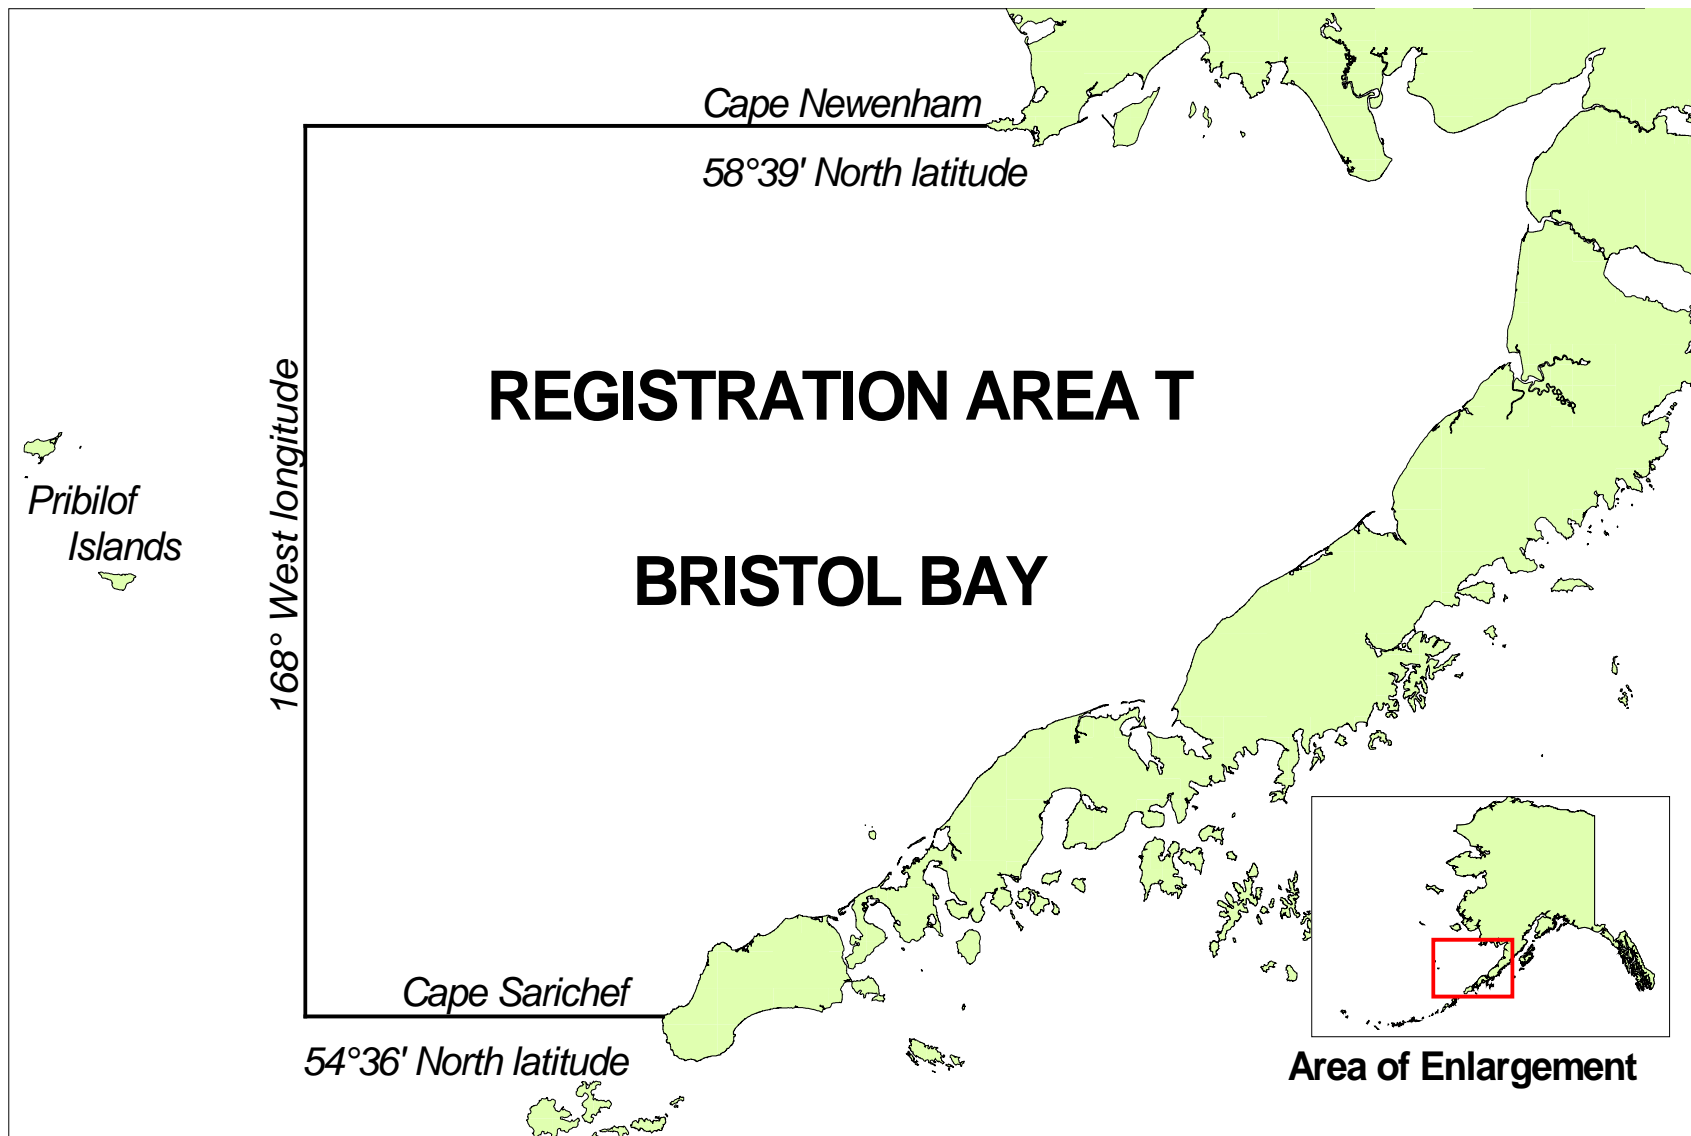 Cape Newenham
58°39' North latitude
REGISTRATION AREA T
168° West longitude
Pribilof
Islands
BRISTOL BAY
Cape Sarichef
54°36' North latitude
Area of Enlargement